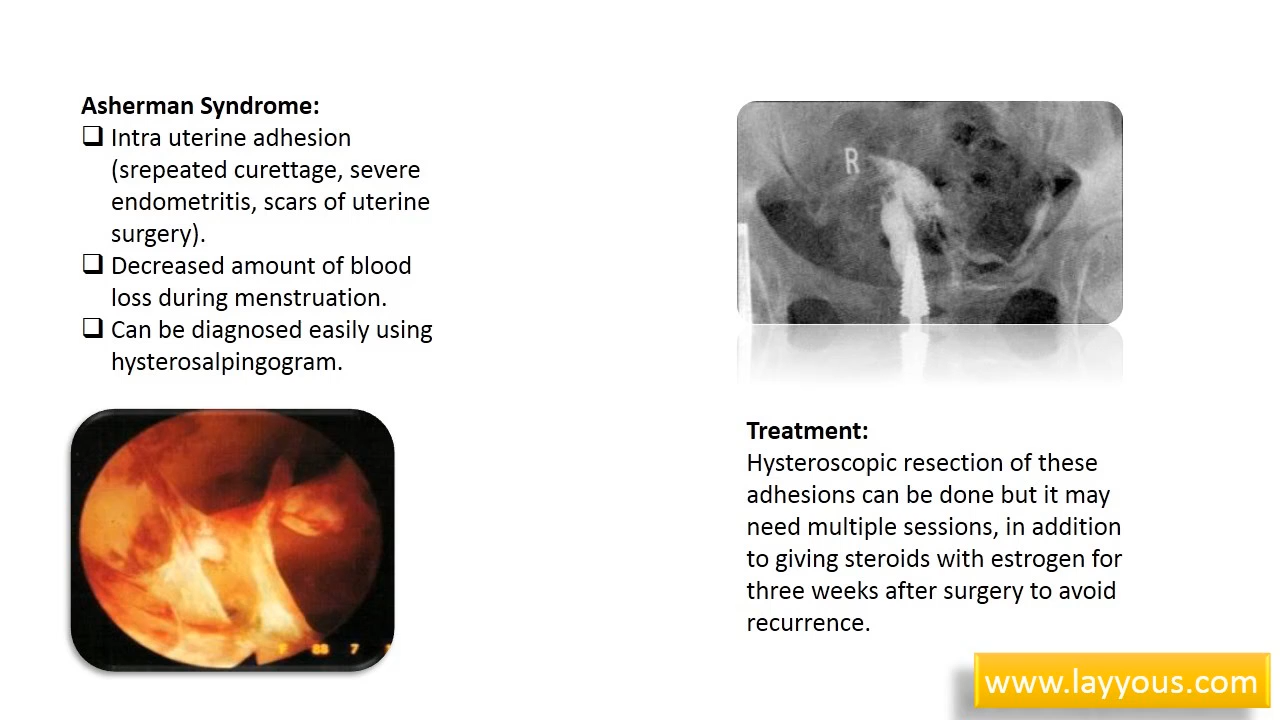 Asherman Syndrome:
Intra uterine adhesion
(srepeated curettage, severe
endometritis, scars of uterine
surgery).
Decreased amount of blood
loss during menstruation.
Can be diagnosed easily using
hysterosalpingogram.
R
88 7
Treatment:
Hysteroscopic resection of these
adhesions can be done but it may
need multiple sessions, in addition
to giving steroids with estrogen for
three weeks after surgery to avoid
recurrence.
www.layyous.com